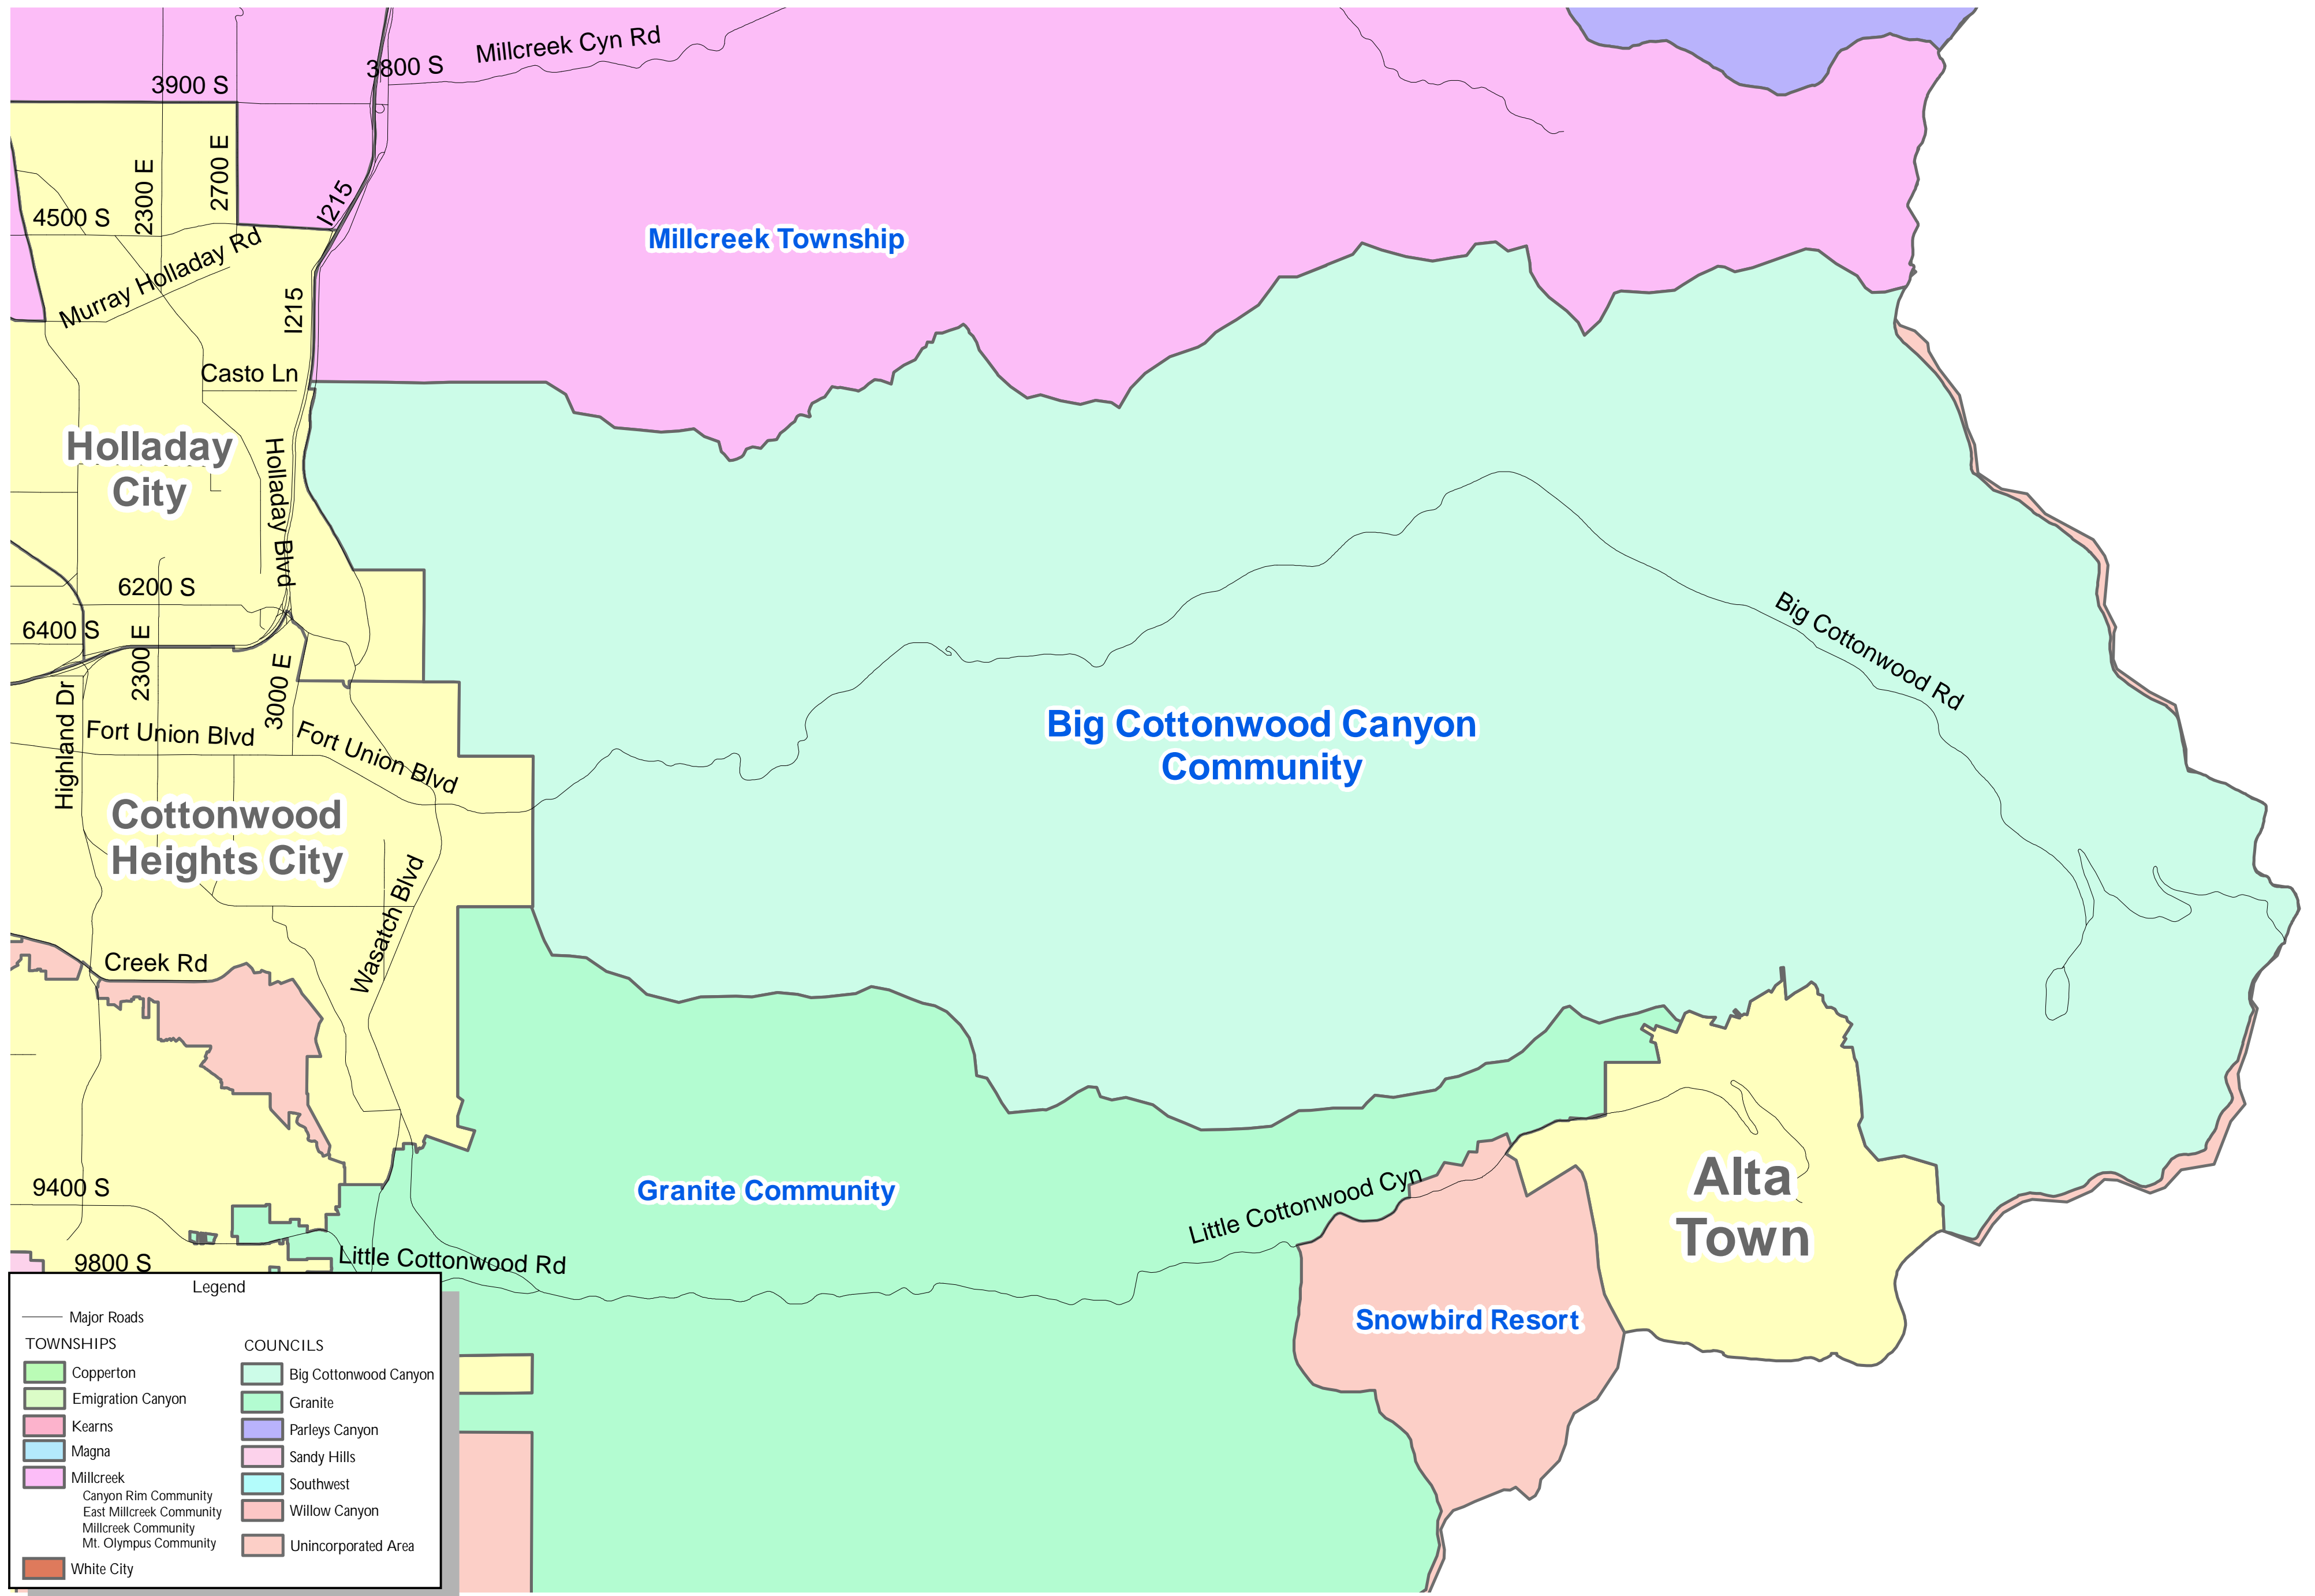 Millcreek Cyn Rd
3800 S
3900 S
2300 E
2700 E
I215
4500 S
Murray Holladay Rd
Millcreek Township
I215
Casto Ln
Holladay
City
Holladay Blvd
6200 S
6400 S
2300 E
3000 E
Highland Dr
Fort Union Blvd
Fort Union Blvd
Big Cottonwood Rd
Big Cottonwood Canyon
Community
Cottonwood
Heights City
Wasatch Blvd
Creek Rd
9400 S
Granite Community
Little Cottonwood Cyn
Alta
Town
Little Cottonwood Rd
9800 S
Snowbird Resort
Legend
Major Roads
TOWNSHIPS
Copperton
Emigration Canyon
Kearns
Magna
Millcreek
Canyon Rim Community
East Millcreek Community
Millcreek Community
Mt. Olympus Community
White City
COUNCILS
Big Cottonwood Canyon
Granite
Parleys Canyon
Sandy Hills
Southwest
Willow Canyon
Unincorporated Area